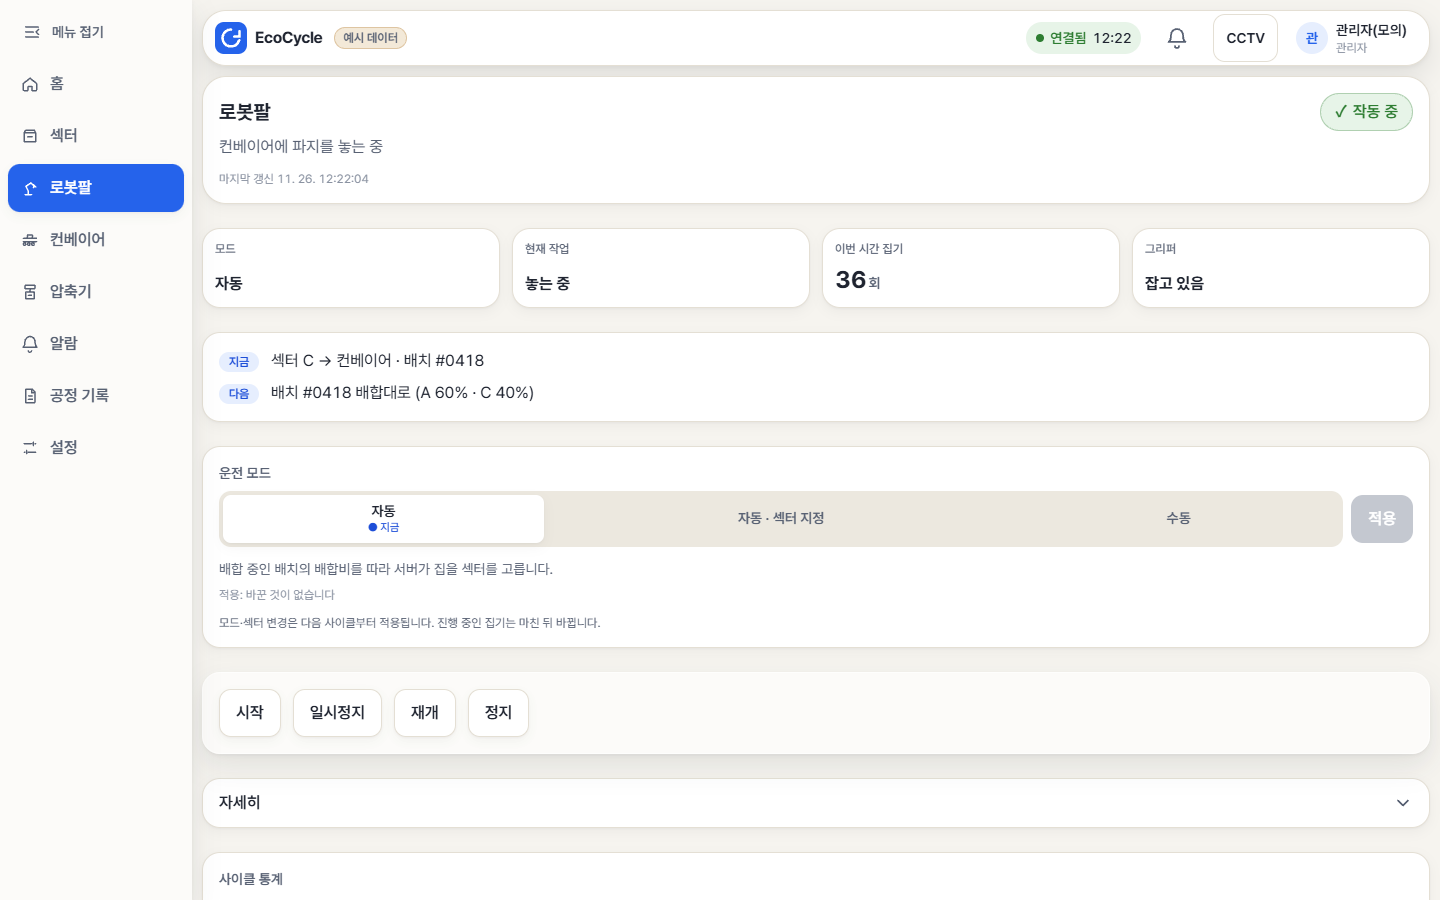 메뉴 접기
홈
섹터
로봇팔
컨베이어
압축기
알람
공정 기록
설정
EcoCycle
예시 데이터
연결됨 12:22
CCTV
관
관리자(모의)
관리자
로봇팔
✓ 작동 중
컨베이어에 파지를 놓는 중
마지막 갱신 11. 26. 12:22:04
모드
자동
현재 작업
놓는 중
이번 시간 집기
36회
그리퍼
잡고 있음
지금 섹터 C → 컨베이어 · 배치 #0418
다음 배치 #0418 배합대로 (A 60% · C 40%)
운전 모드
자동
지금
자동 · 섹터 지정
수동
적용
배합 중인 배치의 배합비를 따라 서버가 집을 섹터를 고릅니다.
적용: 바꾼 것이 없습니다
모드·섹터 변경은 다음 사이클부터 적용됩니다. 진행 중인 집기는 마친 뒤 바뀝니다.
시작
일시정지
재개
정지
자세히
사이클 통계